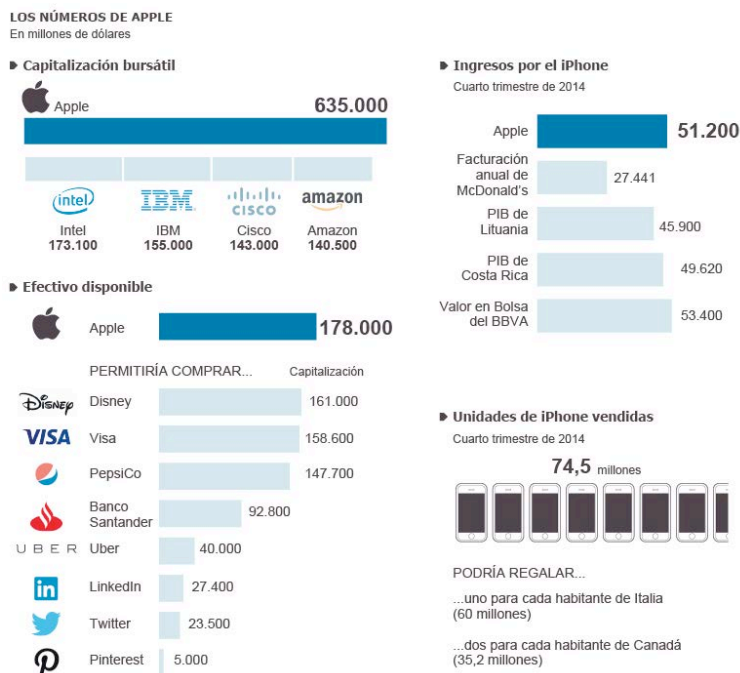 LOS NÚMEROS DE APPLE
En millones de dólares
Capitalización bursátil
Apple
635.000
intel
IBM
CISCO
amazon
Intel
173.100
IBM
155.000
Cisco
143.000
Amazon
140.500
Efectivo disponible
Apple
178.000
PERMITIRÍA COMPRAR...
Capitalización
Disney
Disney
161.000
VISA
Visa
158.600
PepsiCo
147.700
Banco
Santander
92.800
UBER
Uber
40.000
in
LinkedIn
27.400
Twitter
23.500
Pinterest
5.000
Ingresos por el iPhone
Cuarto trimestre de 2014
Apple
51.200
Facturación
anual de
McDonald's
27.441
PIB de
Lituania
45.900
PIB de
Costa Rica
49.620
Valor en Bolsa
del BBVA
53.400
Unidades de iPhone vendidas
Cuarto trimestre de 2014
74,5 millones
PODRÍA REGALAR...
...uno para cada habitante de Italia
(60 millones)
...dos para cada habitante de Canadá
(35,2 millones)